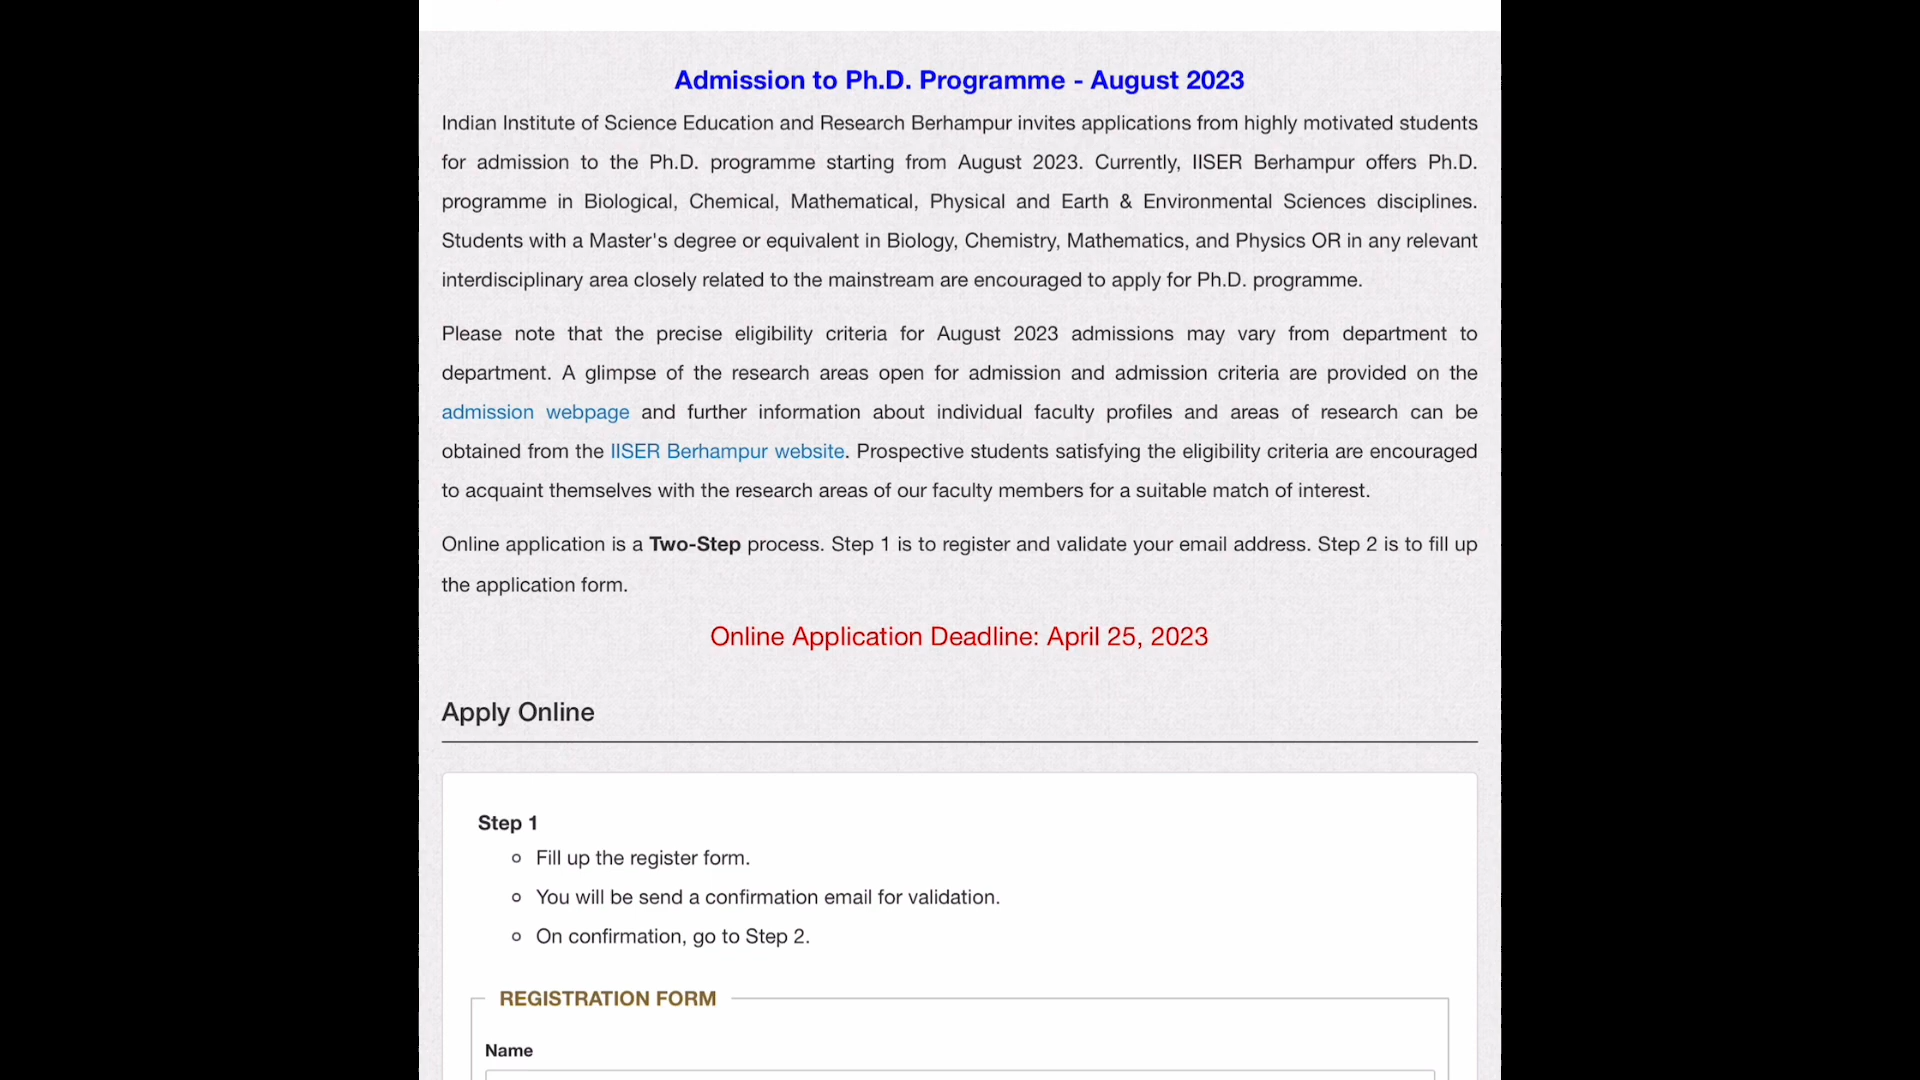 Admission to Ph.D. Programme - August 2023
Indian Institute of Science Education and Research Berhampur invites applications from highly motivated students
for admission to the Ph.D. programme starting from August 2023. Currently, IISER Berhampur offers Ph.D.
programme in Biological, Chemical, Mathematical, Physical and Earth & Environmental Sciences disciplines.
Students with a Master's degree or equivalent in Biology, Chemistry, Mathematics, and Physics OR in any relevant
interdisciplinary area closely related to the mainstream are encouraged to apply for Ph.D. programme.
Please note that the precise eligibility criteria for August 2023 admissions may vary from department to
department. A glimpse of the research areas open for admission and admission criteria are provided on the
admission webpage and further information about individual faculty profiles and areas of research can be
obtained from the IISER Berhampur website. Prospective students satisfying the eligibility criteria are encouraged
to acquaint themselves with the research areas of our faculty members for a suitable match of interest.
Online application is a Two-Step process. Step 1 is to register and validate your email address. Step 2 is to fill up
the application form.
Online Application Deadline: April 25, 2023
Apply Online
Step 1
Fill up the register form.
You will be send a confirmation email for validation.
On confirmation, go to Step 2.
REGISTRATION FORM
Name